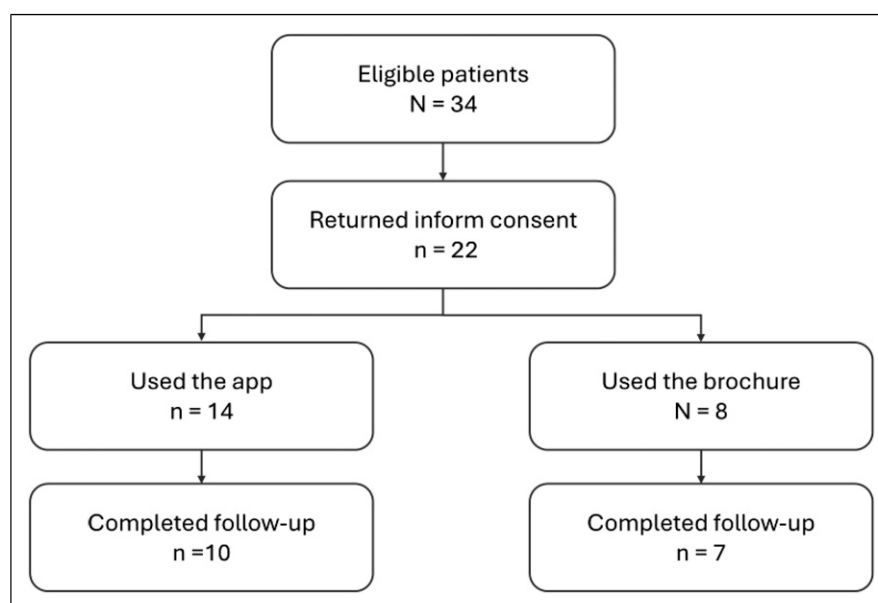 Eligible patients
N = 34
Returned inform consent
n = 22
Used the app
n = 14
Used the brochure
N = 8
Completed follow-up
n =10
Completed follow-up
n = 7